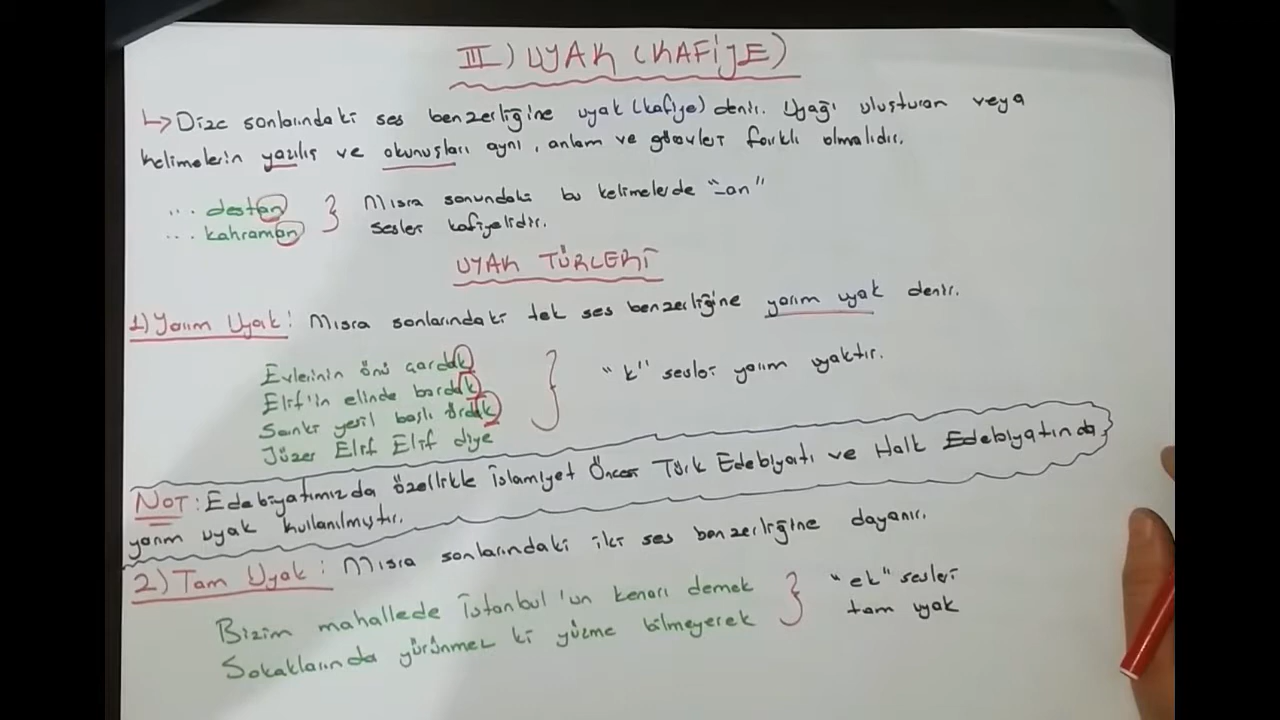 III) UYAK (KAFİYE)
↳ Dize sonlarındaki ses benzerliğine uyak (kafiye) denir. Uyağı oluşturan veya
kelimelerin yazılış ve okunuşları aynı, anlam ve görevleri farklı olmalıdır.
... destan } Mısra sonundaki bu kelimelerde "-an"
... kahraman sesler kafiyelidir.
UYAK TÜRLERİ
1) Yarım Uyak: Mısra sonlarındaki tek ses benzerliğine yarım uyak denir.
Evlerinin önü çardak
Elif'in elinde bardak } "k" sesler yarım uyaktır.
Sanki yeşil başlı ördek
Yüzer Elif Elif diye
NOT: Edebiyatımızda özellikle İslamiyet Öncesi Türk Edebiyatı ve Halk Edebiyatında,
yarım uyak kullanılmıştır.
2) Tam Uyak: Mısra sonlarındaki iki ses benzerliğine dayanır.
Bizim mahallede İstanbul'un kenarı demek } "ek" sesleri
Sokaklarında yürünmez ki yüzme bilmeyerek tam uyak